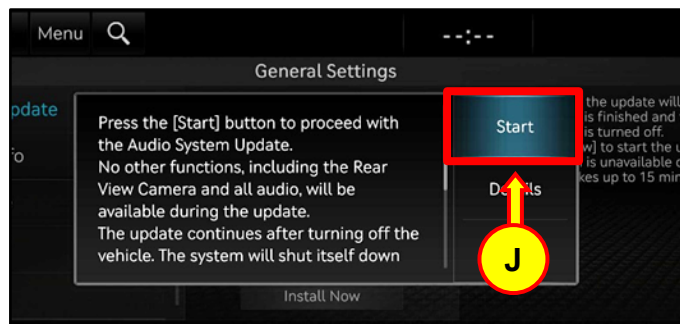 Menu
--:--
General Settings
pdate
Press the [Start] button to proceed with
the Audio System Update.
No other functions, including the Rear
View Camera and all audio, will be
available during the update.
The update continues after turning off the
vehicle. The system will shut itself down
Start
Details
J
the update will
is finished and
is turned off.
w] to start the u
is unavailable
kes up to 15 min
Install Now